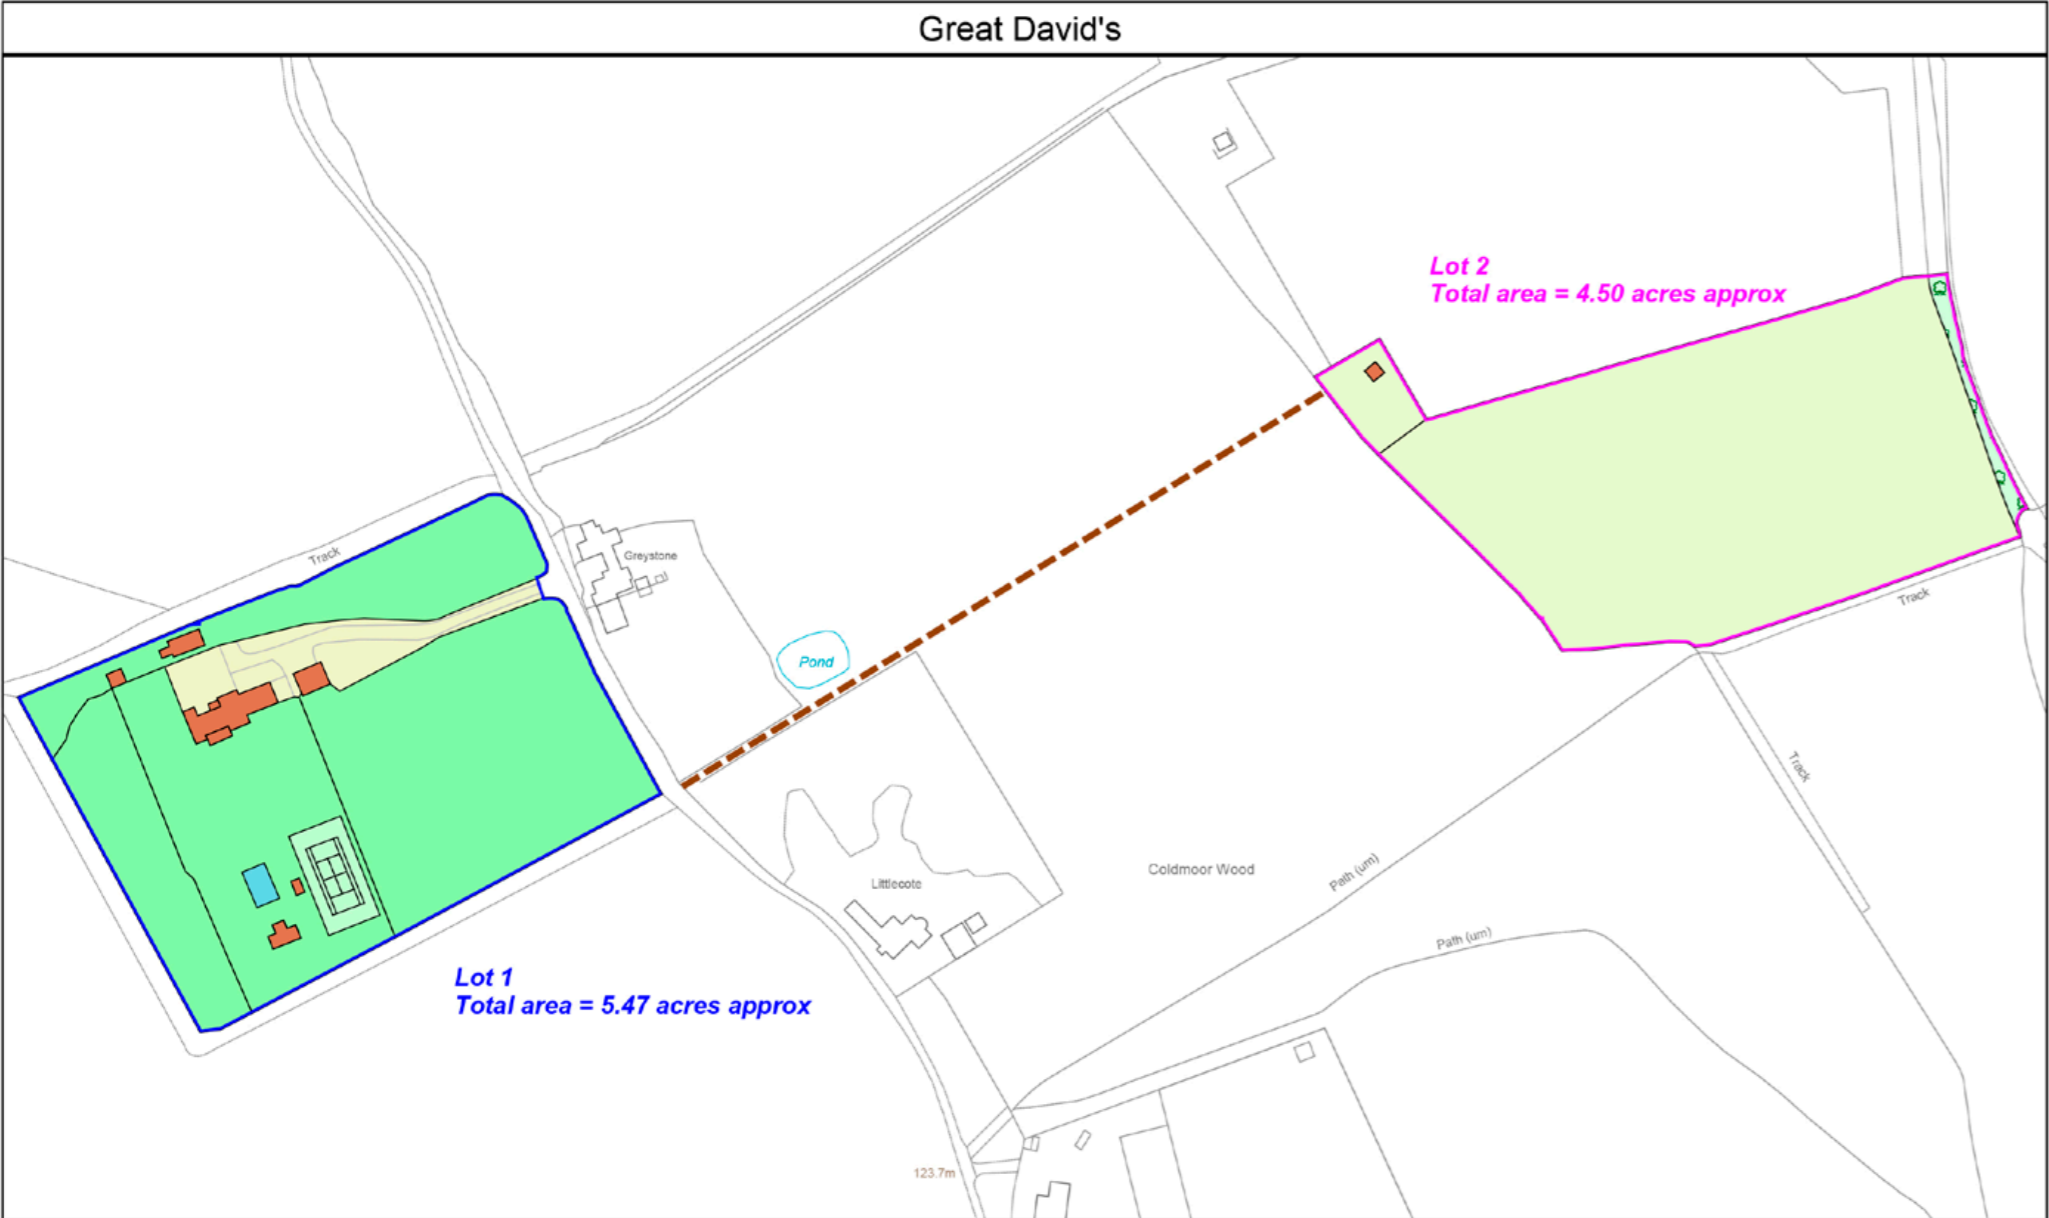 Great David's
Lot 2
Total area = 4.50 acres approx
Track
Greystone
Track
Pond
Track
Coldmoor Wood
Path (um)
Littlecote
Path (um)
Lot 1
Total area = 5.47 acres approx
123.7m